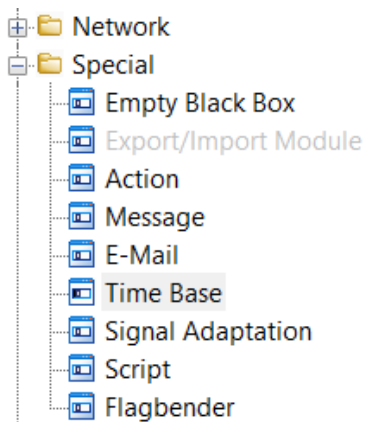 Network
Special
Empty Black Box
Export/Import Module
Action
Message
E-Mail
Time Base
Signal Adaptation
Script
Flagbender